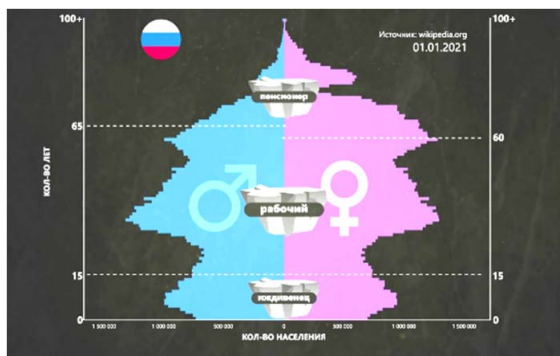 100+
100+
Источник: wikipedia.org
01.01.2021
пенсионер
65
60
КОЛ-ВО ЛЕТ
рабочий
15
15
иждивенец
0
0
1 500 000
1 000 000
500 000
0
500 000
1 000 000
1 500 000
КОЛ-ВО НАСЕЛЕНИЯ